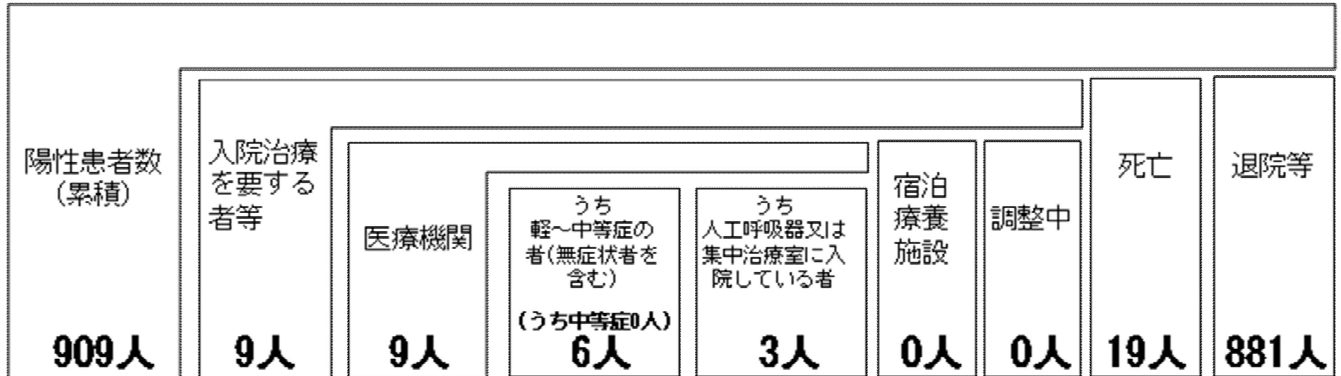 陽性患者数
(累積)
909人
入院治療
を要する
者等
9人
医療機関
9人
うち
軽～中等症の
者(無症状者を
含む)
(うち中等症0人)
6人
うち
人工呼吸器又は
集中治療室に入
院している者
3人
宿泊
療養
施設
0人
調整中
0人
死亡
19人
退院等
881人